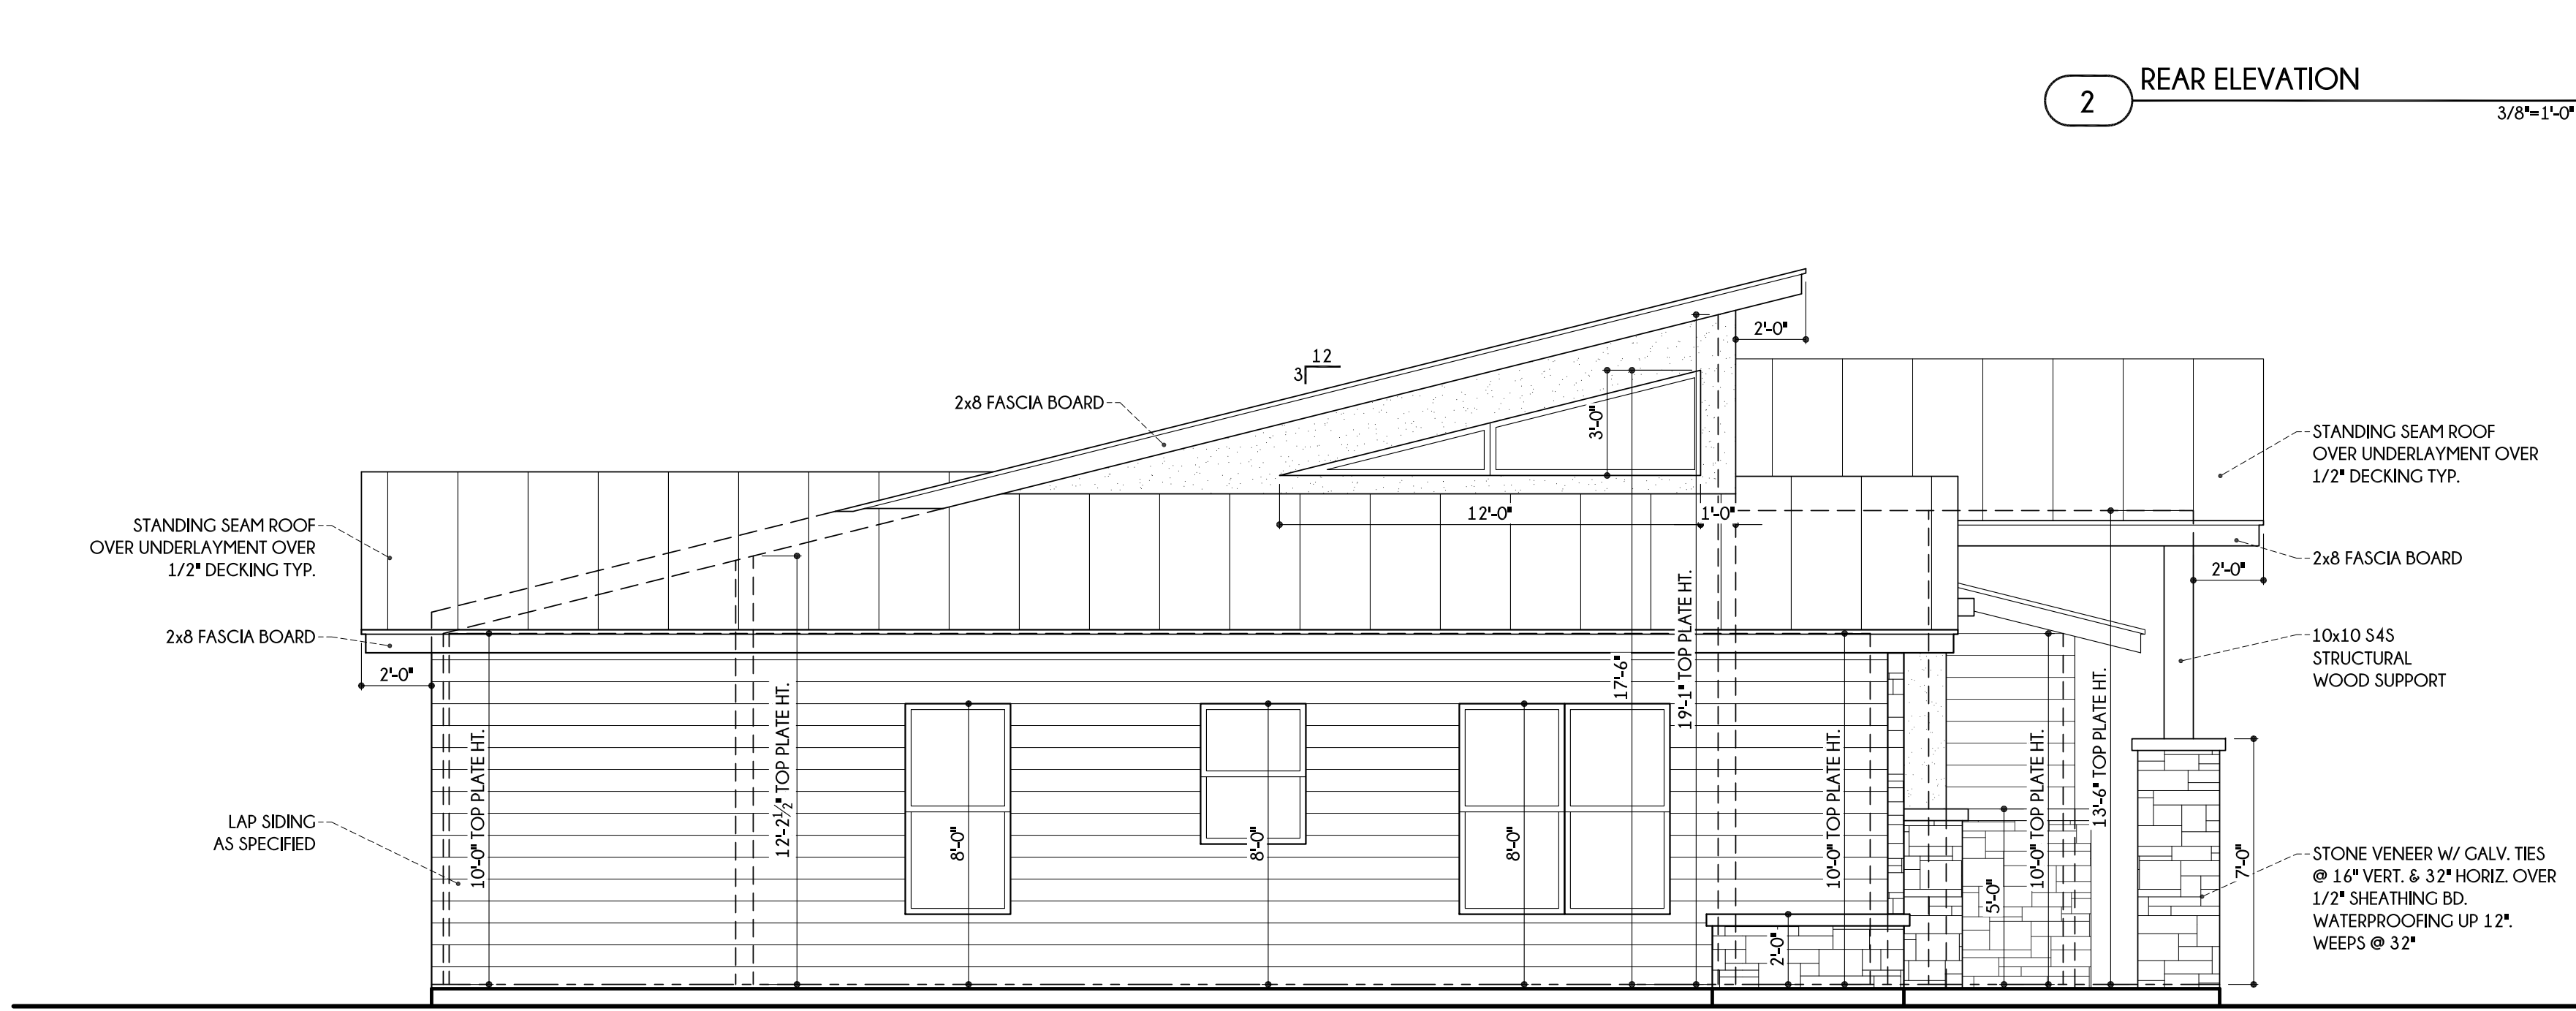 2
REAR ELEVATION
3/8"=1'-0"
12
3
2x8 FASCIA BOARD
2'-0"
3'-0"
12'-0"
1'-0"
STANDING SEAM ROOF
OVER UNDERLAYMENT OVER
1/2" DECKING TYP.
2x8 FASCIA BOARD
2'-0"
LAP SIDING
AS SPECIFIED
10'-0" TOP PLATE HT.
12'-2½" TOP PLATE HT.
8'-0"
8'-0"
8'-0"
17'-6"
19'-1" TOP PLATE HT.
2'-0"
10'-0" TOP PLATE HT.
5'-0"
10'-0" TOP PLATE HT.
13'-6" TOP PLATE HT.
7'-0"
STANDING SEAM ROOF
OVER UNDERLAYMENT OVER
1/2" DECKING TYP.
2x8 FASCIA BOARD
2'-0"
10x10 S4S
STRUCTURAL
WOOD SUPPORT
STONE VENEER W/ GALV. TIES
@ 16" VERT. & 32" HORIZ. OVER
1/2" SHEATHING BD.
WATERPROOFING UP 12".
WEEPS @ 32"